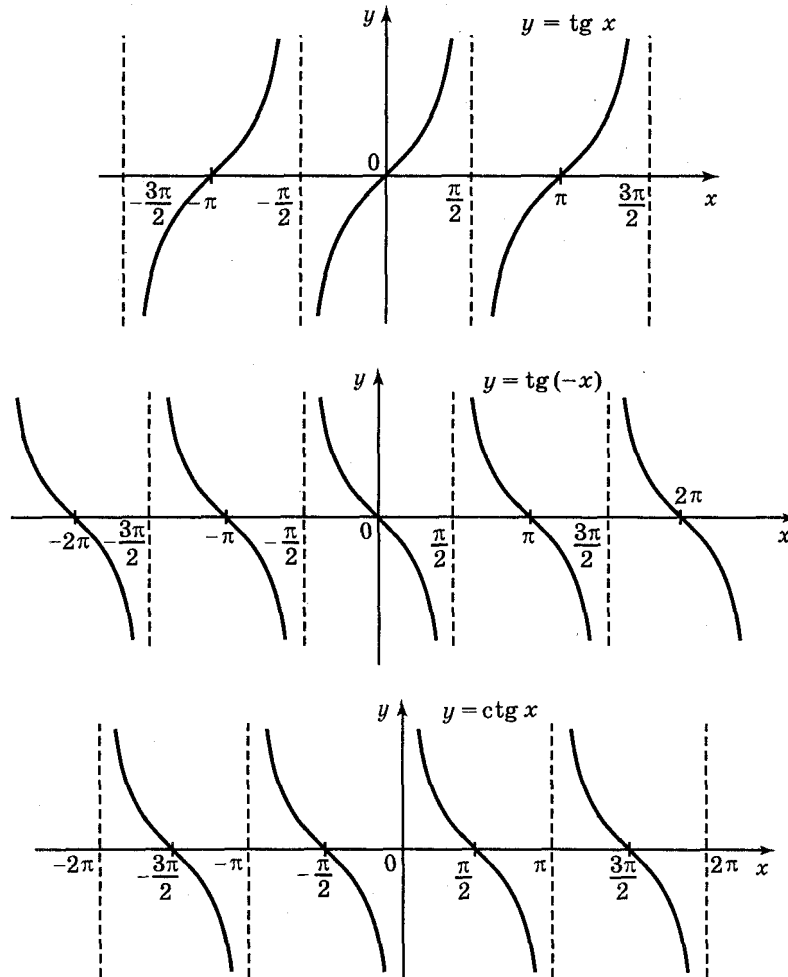 y
y = tg x
0
-3π/2
-π
-π/2
π/2
π
3π/2
x
y
y = tg (-x)
2π
-2π
-3π/2
-π
-π/2
0
π/2
π
3π/2
x
y
y = ctg x
-2π
-3π/2
-π
-π/2
0
π/2
π
3π/2
2π
x